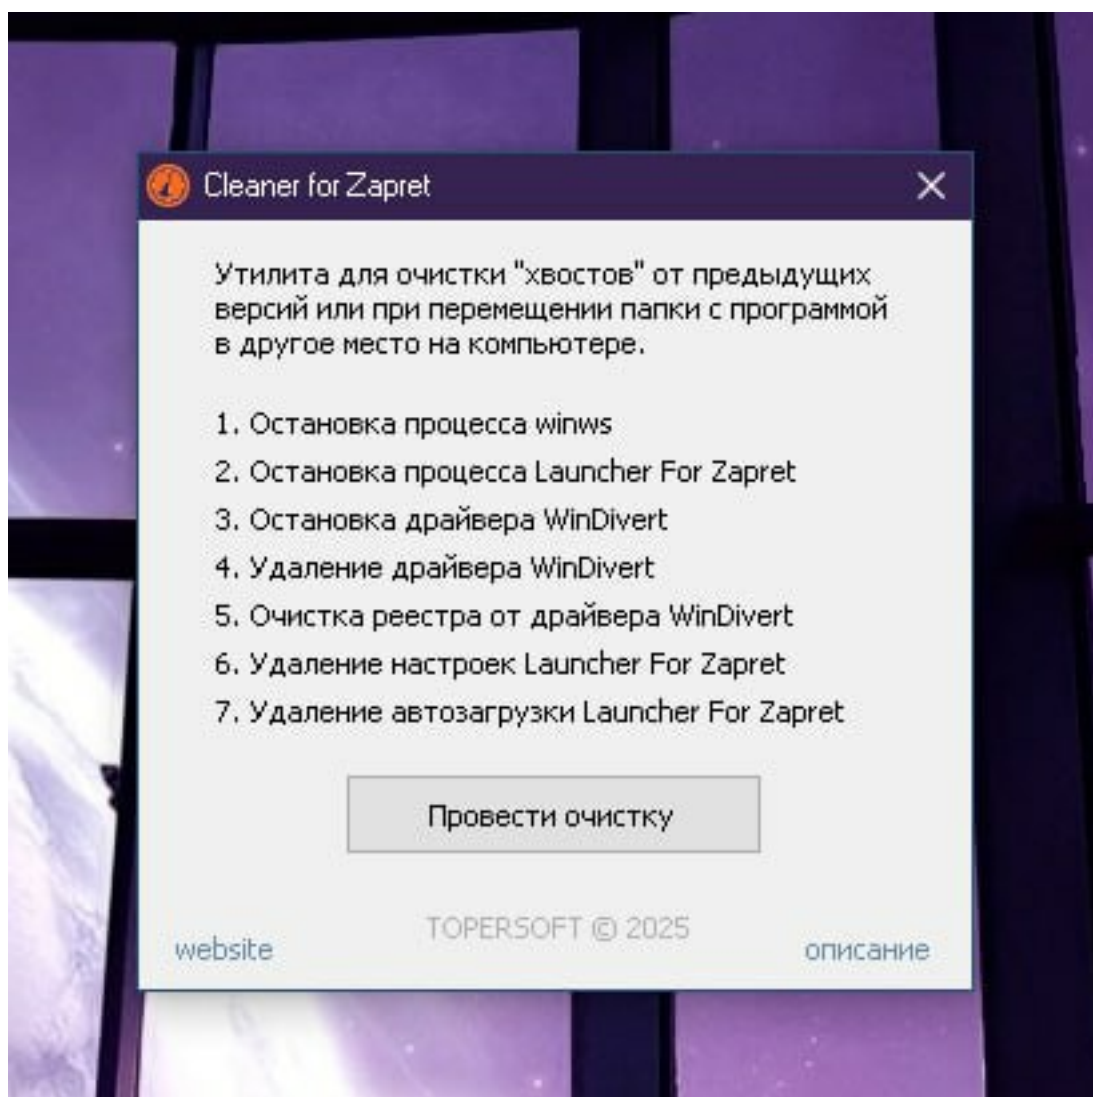 Cleaner for Zapret
Утилита для очистки "хвостов" от предыдущих
версий или при перемещении папки с программой
в другое место на компьютере.
1. Остановка процесса winws
2. Остановка процесса Launcher For Zapret
3. Остановка драйвера WinDivert
4. Удаление драйвера WinDivert
5. Очистка реестра от драйвера WinDivert
6. Удаление настроек Launcher For Zapret
7. Удаление автозагрузки Launcher For Zapret
Провести очистку
TOPERSOFT © 2025
website
описание